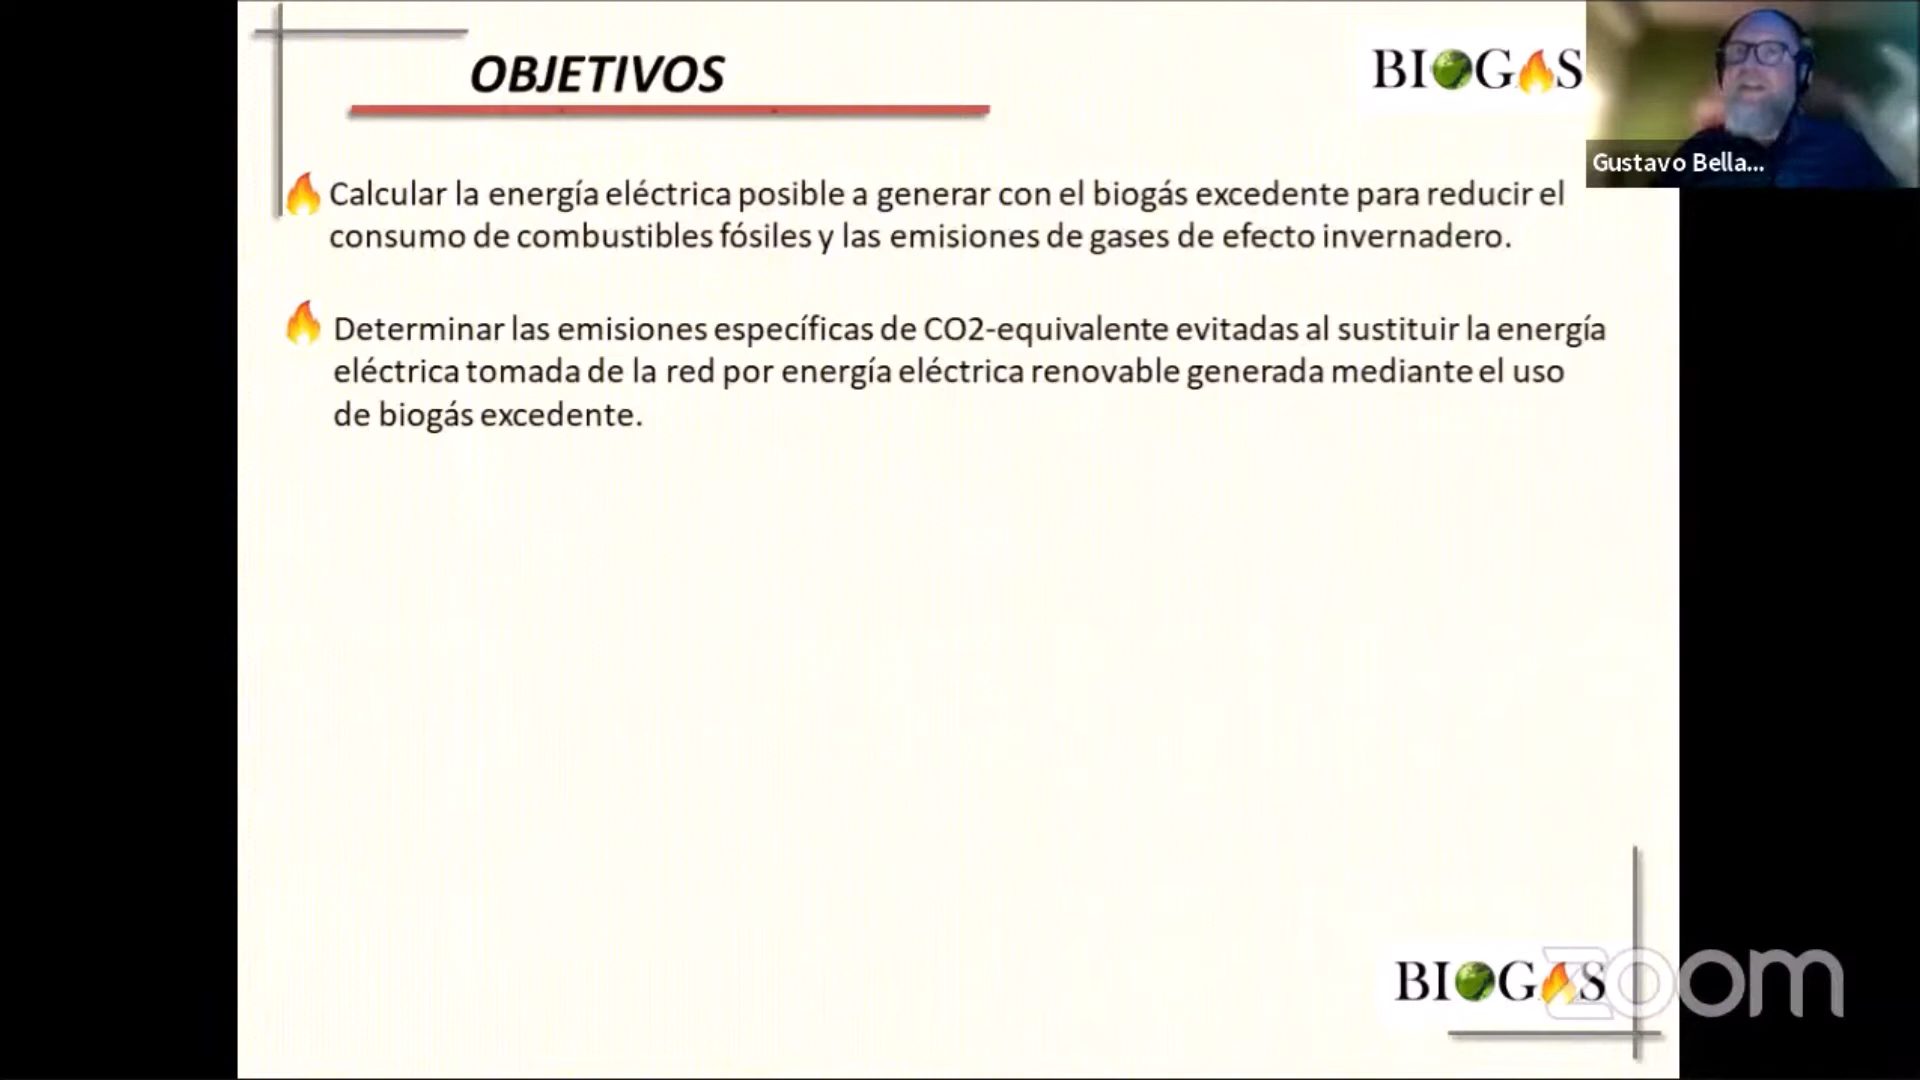 OBJETIVOS
BIOGAS
Gustavo Bella...
Calcular la energía eléctrica posible a generar con el biogás excedente para reducir el
consumo de combustibles fósiles y las emisiones de gases de efecto invernadero.
Determinar las emisiones específicas de CO2-equivalente evitadas al sustituir la energía
eléctrica tomada de la red por energía eléctrica renovable generada mediante el uso
de biogás excedente.
BIOGAS
zoom